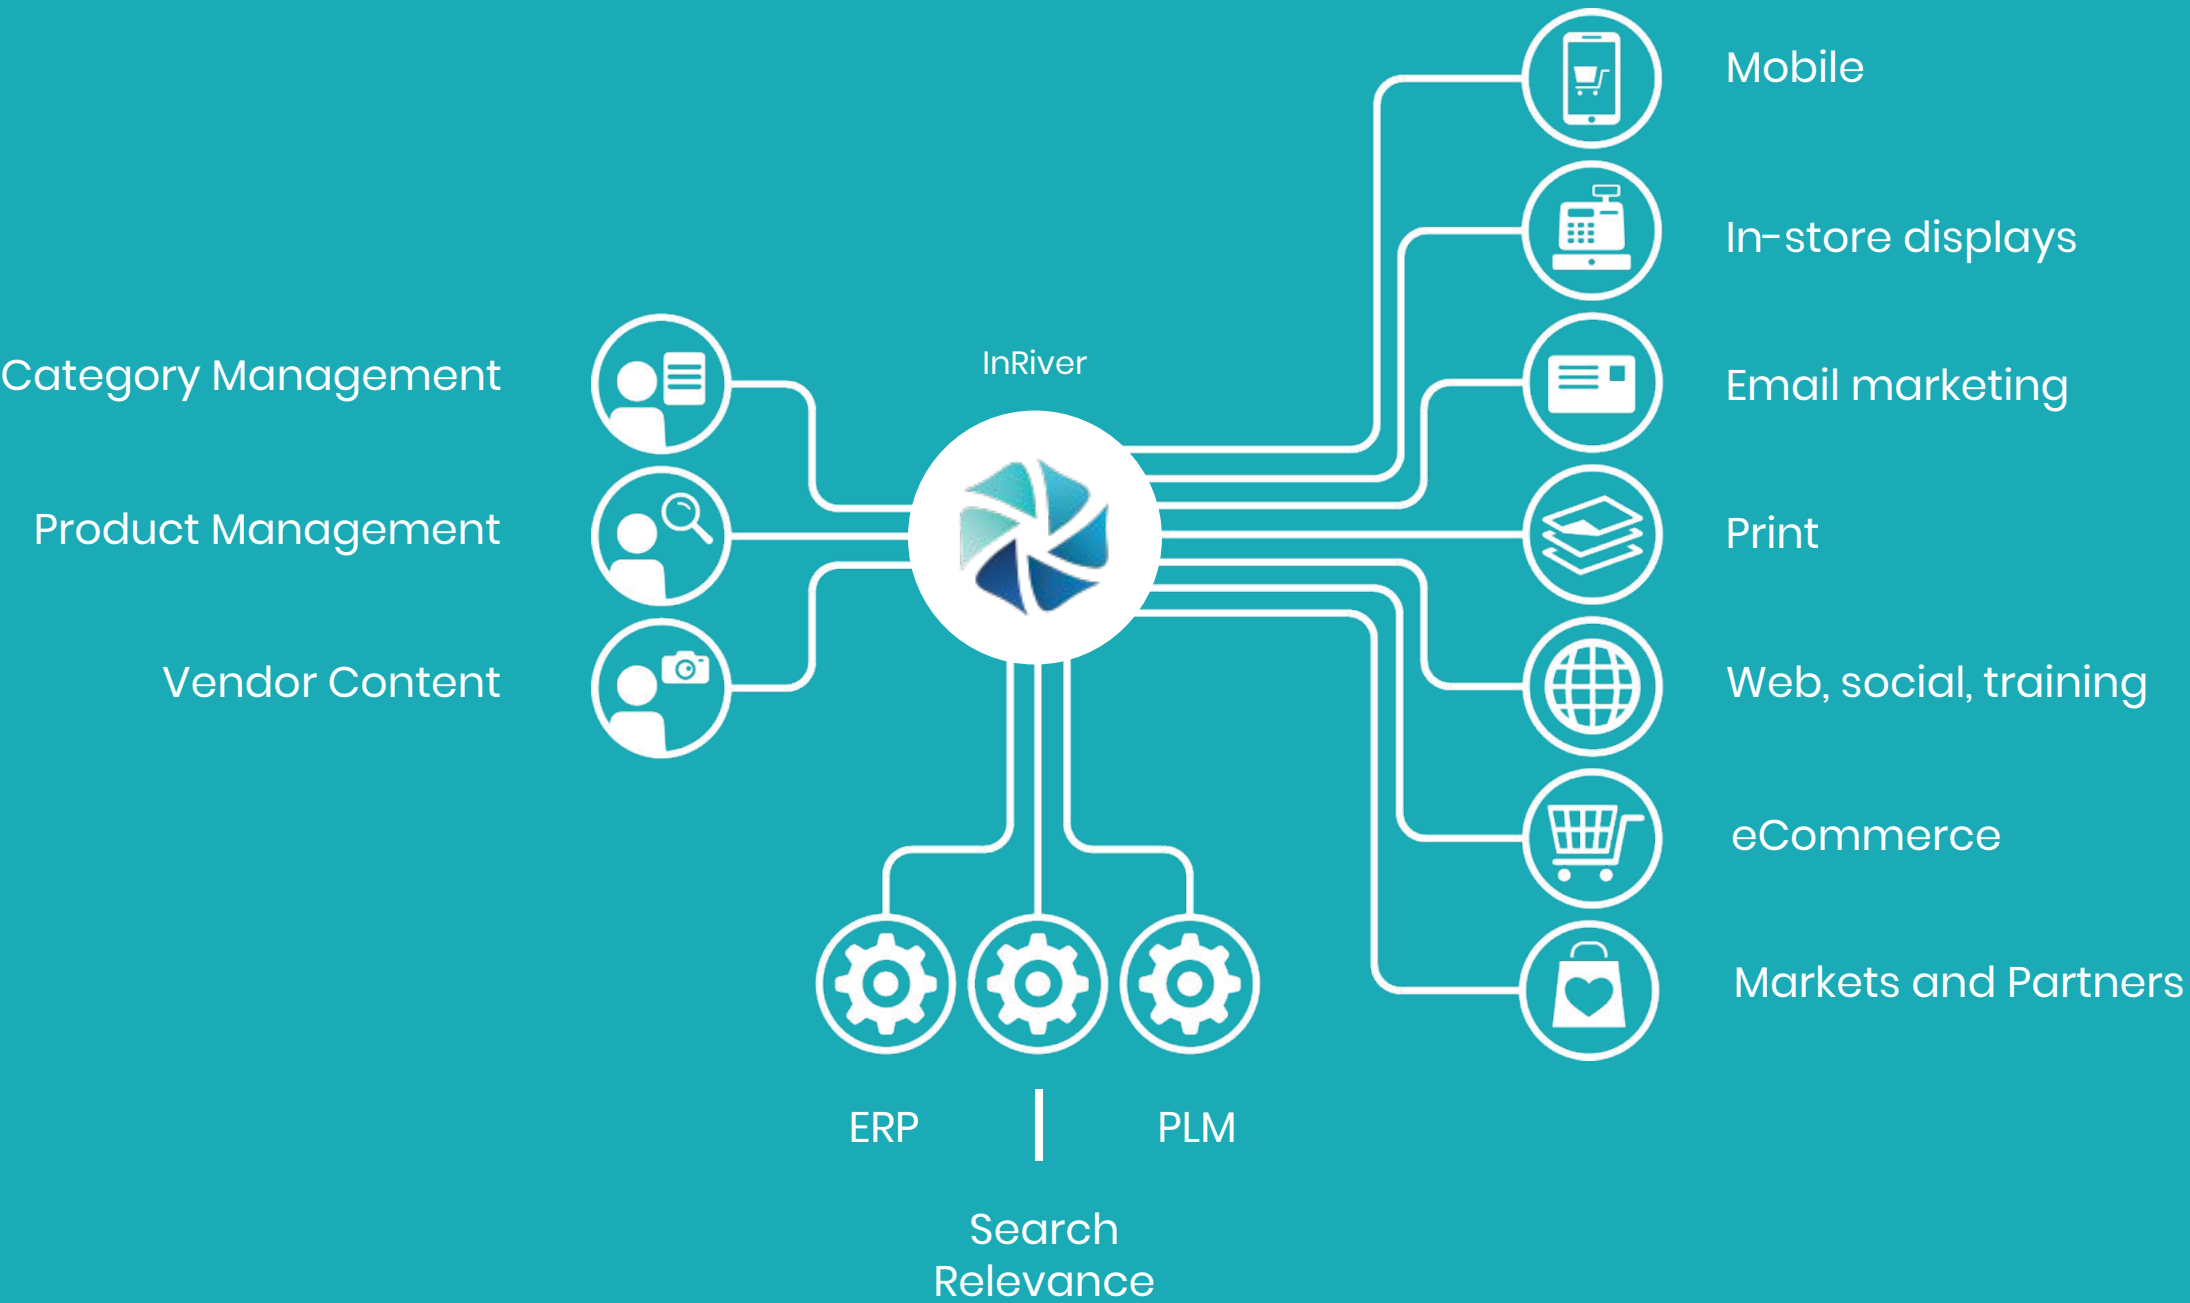 Mobile
In-store displays
InRiver
Category Management
Email marketing
Product Management
Print
Vendor Content
Web, social, training
eCommerce
Markets and Partners
ERP
PLM
Search
Relevance